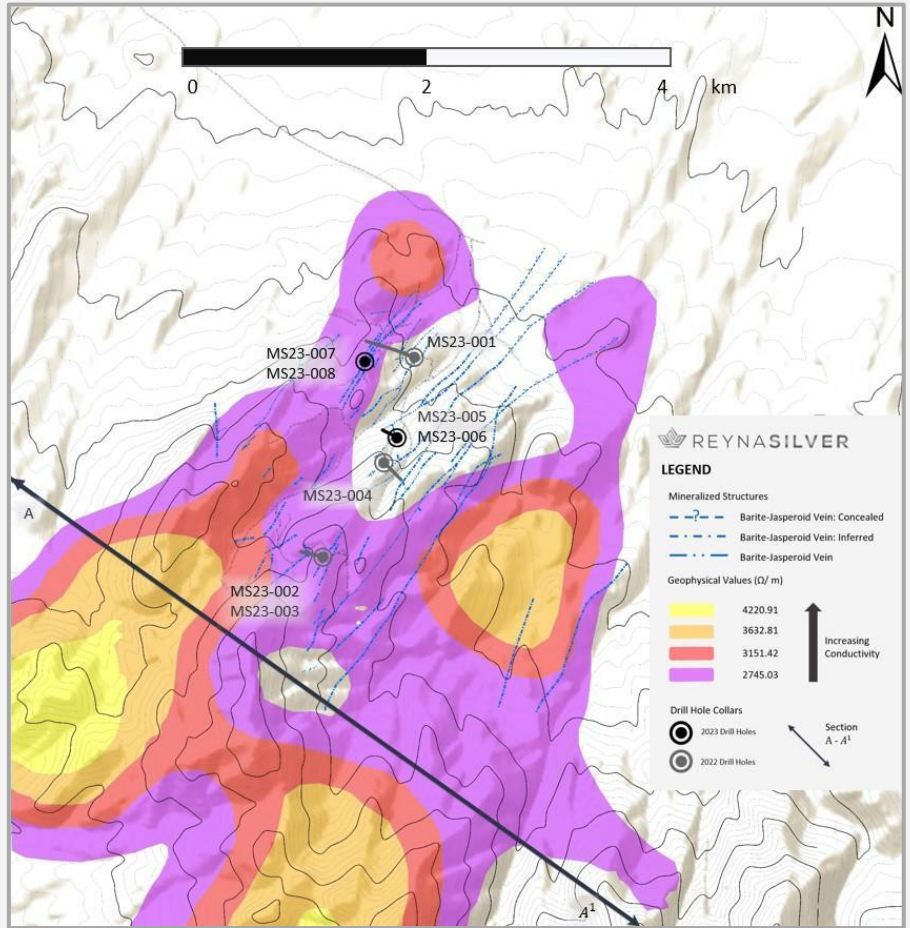 N
0 2 4 km
MS23-001
MS23-007
MS23-008
MS23-005
MS23-006
MS23-004
A
MS23-002
MS23-003
A¹
REYNASILVER
LEGEND
Mineralized Structures
?
Barite-Jasperoid Vein: Concealed
Barite-Jasperoid Vein: Inferred
Barite-Jasperoid Vein
Geophysical Values (Ω/ m)
4220.91
3632.81
3151.42
2745.03
Increasing
Conductivity
Drill Hole Collars
2023 Drill Holes
2022 Drill Holes
Section
A - A¹